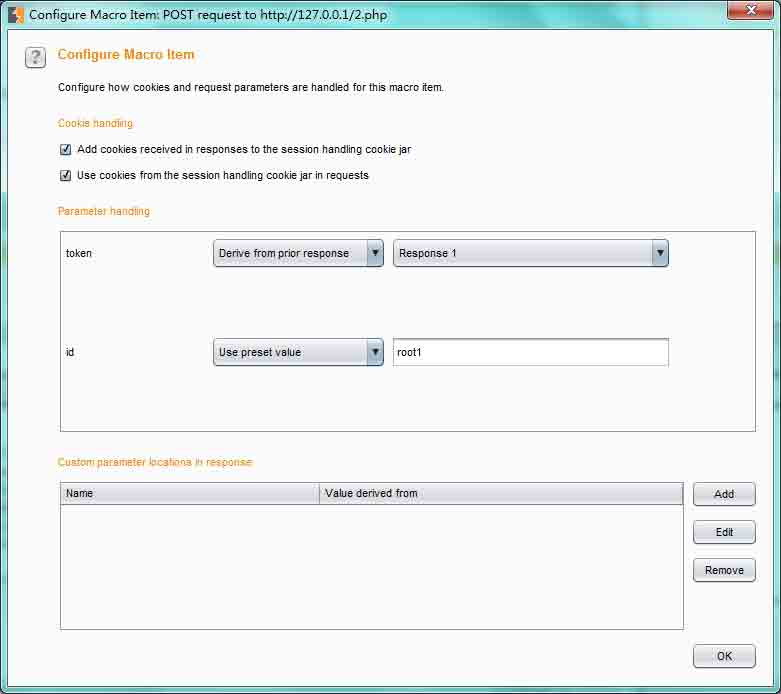 Configure Macro Item: POST request to http://127.0.0.1/2.php
?
Configure Macro Item
Configure how cookies and request parameters are handled for this macro item.
Cookie handling
Add cookies received in responses to the session handling cookie jar
Use cookies from the session handling cookie jar in requests
Parameter handling
token Derive from prior response Response 1
id Use preset value root1
Custom parameter locations in response
Name Value derived from
Add
Edit
Remove
OK